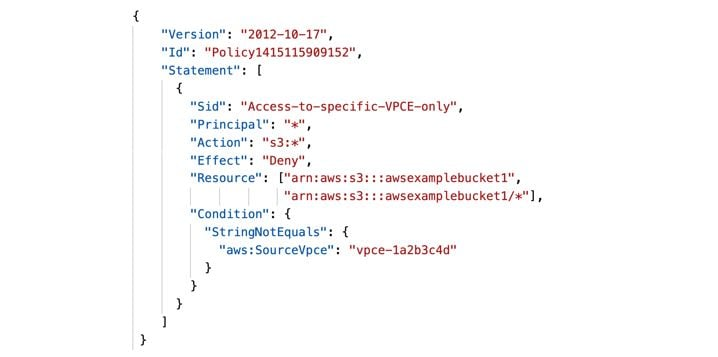 {
"Version": "2012-10-17",
"Id": "Policy1415115909152",
"Statement": [
{
"Sid": "Access-to-specific-VPCE-only",
"Principal": "*",
"Action": "s3:*",
"Effect": "Deny",
"Resource": ["arn:aws:s3:::awsexamplebucket1",
"arn:aws:s3:::awsexamplebucket1/*"],
"Condition": {
"StringNotEquals": {
"aws:SourceVpce": "vpce-1a2b3c4d"
}
}
}
]
}